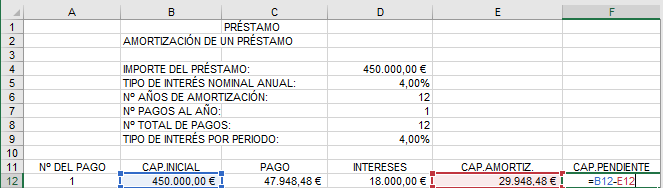 A B C D E F
1 PRÉSTAMO
2 AMORTIZACIÓN DE UN PRÉSTAMO
3
4 IMPORTE DEL PRÉSTAMO: 450.000,00 €
5 TIPO DE INTERÉS NOMINAL ANUAL: 4,00%
6 Nº AÑOS DE AMORTIZACIÓN: 12
7 Nº PAGOS AL AÑO: 1
8 Nº TOTAL DE PAGOS: 12
9 TIPO DE INTERÉS POR PERIODO: 4,00%
10
11 Nº DEL PAGO CAP.INICIAL PAGO INTERESES CAP.AMORTIZ. CAP.PENDIENTE
12 1 450.000,00 € 47.948,48 € 18.000,00 € 29.948,48 € =B12-E12